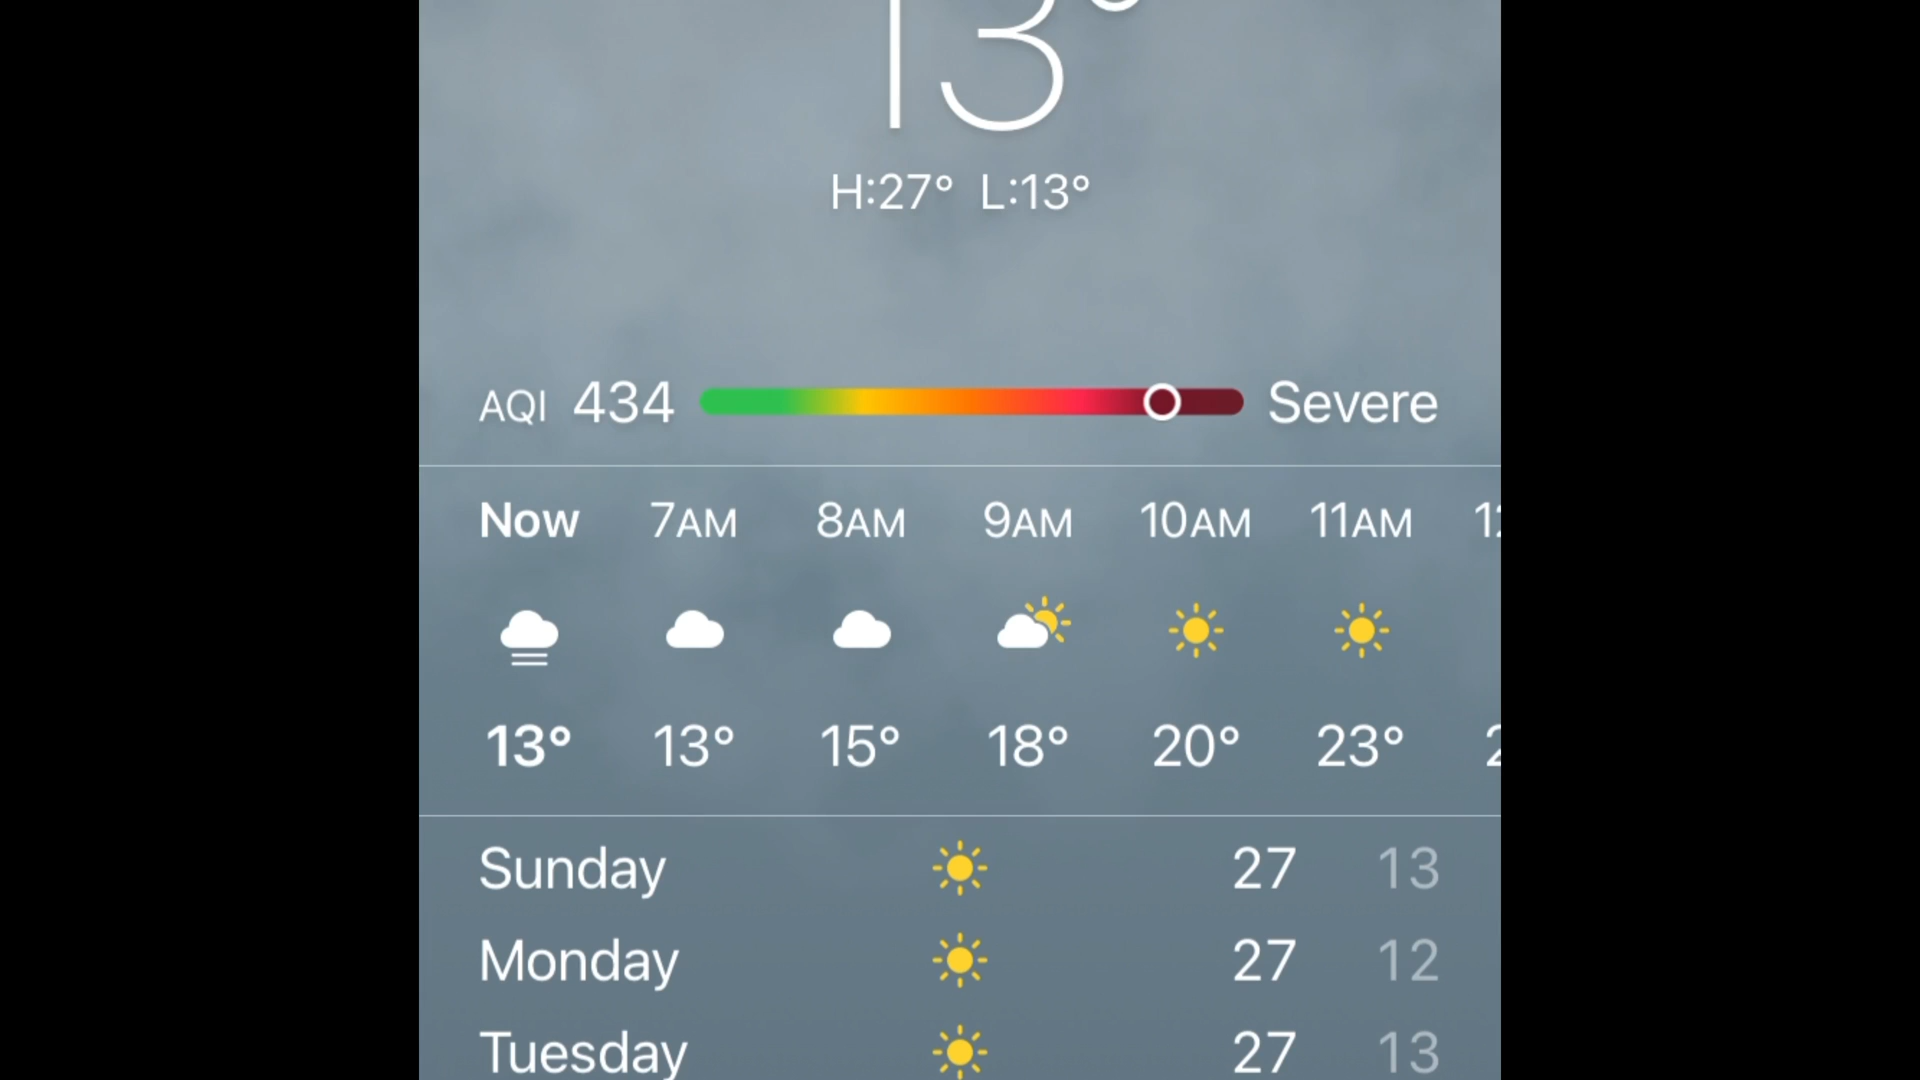 13°
H:27° L:13°
AQI 434 Severe
Now 7AM 8AM 9AM 10AM 11AM
13° 13° 15° 18° 20° 23°
Sunday 27 13
Monday 27 12
Tuesday 27 13